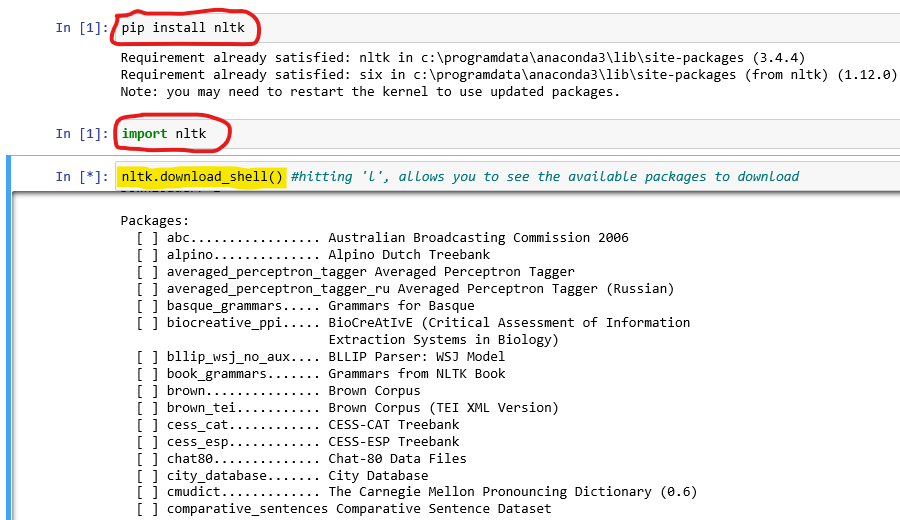 In [1]: pip install nltk
Requirement already satisfied: nltk in c:\programdata\anaconda3\lib\site-packages (3.4.4)
Requirement already satisfied: six in c:\programdata\anaconda3\lib\site-packages (from nltk) (1.12.0)
Note: you may need to restart the kernel to use updated packages.
In [1]: import nltk
In [*]: nltk.download_shell() #hitting 'l', allows you to see the available packages to download
Packages:
[ ] abc................. Australian Broadcasting Commission 2006
[ ] alpino.............. Alpino Dutch Treebank
[ ] averaged_perceptron_tagger Averaged Perceptron Tagger
[ ] averaged_perceptron_tagger_ru Averaged Perceptron Tagger (Russian)
[ ] basque_grammars..... Grammars for Basque
[ ] biocreative_ppi..... BioCreAtIvE (Critical Assessment of Information
Extraction Systems in Biology)
[ ] bllip_wsj_no_aux.... BLLIP Parser: WSJ Model
[ ] book_grammars....... Grammars from NLTK Book
[ ] brown............... Brown Corpus
[ ] brown_tei........... Brown Corpus (TEI XML Version)
[ ] cess_cat............ CESS-CAT Treebank
[ ] cess_esp............ CESS-ESP Treebank
[ ] chat80.............. Chat-80 Data Files
[ ] city_database....... City Database
[ ] cmudict............. The Carnegie Mellon Pronouncing Dictionary (0.6)
[ ] comparative_sentences Comparative Sentence Dataset